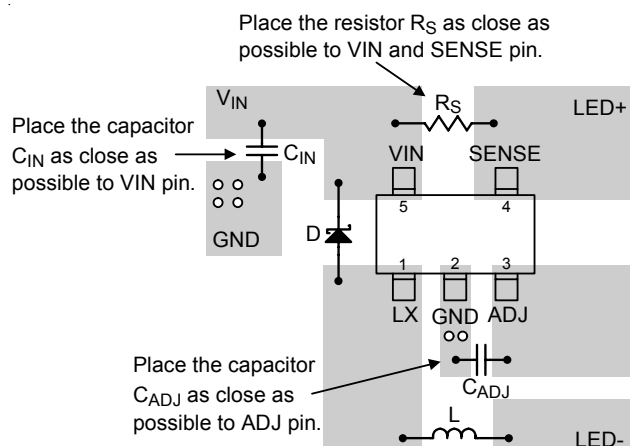 Place the resistor RS as close as
possible to VIN and SENSE pin.
VIN
RS
LED+
Place the capacitor
CIN as close as
possible to VIN pin.
CIN
VIN
SENSE
5
4
GND
D
1
2
3
LX
GND
ADJ
Place the capacitor
CADJ as close as
possible to ADJ pin.
CADJ
L
LED-